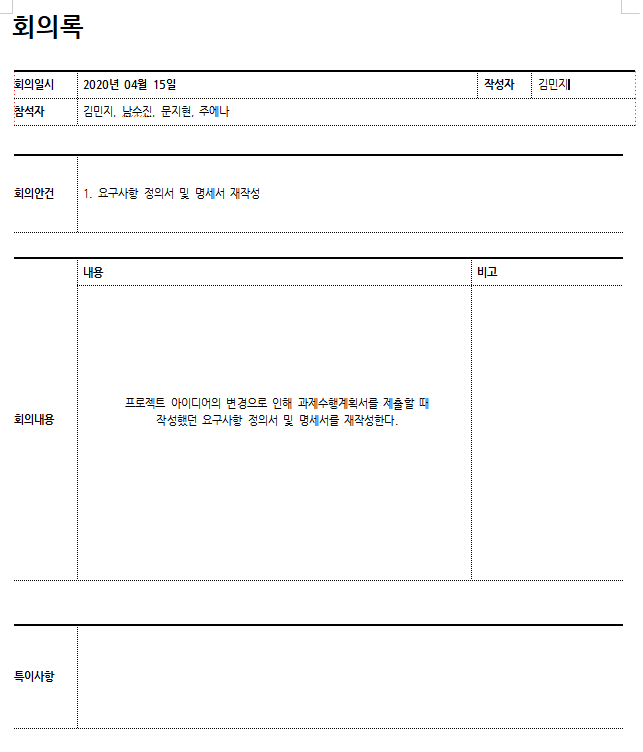 회의록
회의일시 2020년 04월 15일 작성자 김민지
참석자 김민지, 남수진, 문지현, 주에나
회의안건 1. 요구사항 정의서 및 명세서 재작성
내용 비고
프로젝트 아이디어의 변경으로 인해 과제수행계획서를 제출할 때
작성했던 요구사항 정의서 및 명세서를 재작성한다.
회의내용
특이사항